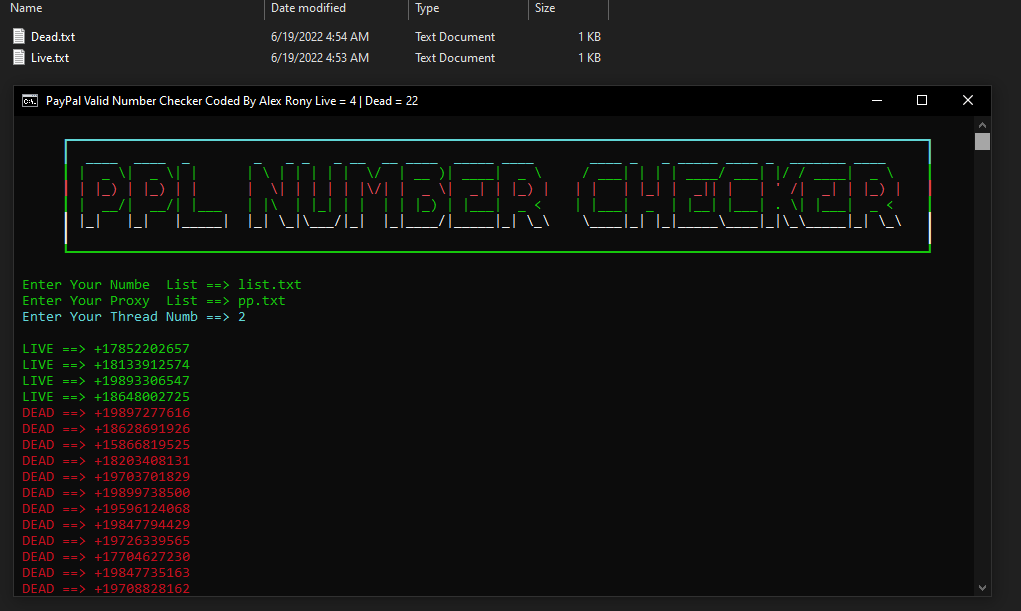 Name Date modified Type Size
Dead.txt 6/19/2022 4:54 AM Text Document 1 KB
Live.txt 6/19/2022 4:53 AM Text Document 1 KB
PayPal Valid Number Checker Coded By Alex Rony Live = 4 | Dead = 22
PPL NUMBER CHECKER
Enter Your Numbe  List ==> list.txt
Enter Your Proxy  List ==> pp.txt
Enter Your Thread Numb ==> 2
LIVE ==> +17852202657
LIVE ==> +18133912574
LIVE ==> +19893306547
LIVE ==> +18648002725
DEAD ==> +19897277616
DEAD ==> +18628691926
DEAD ==> +15866819525
DEAD ==> +18203408131
DEAD ==> +19703701829
DEAD ==> +19899738500
DEAD ==> +19596124068
DEAD ==> +19847794429
DEAD ==> +19726339565
DEAD ==> +17704627230
DEAD ==> +19847735163
DEAD ==> +19708828162